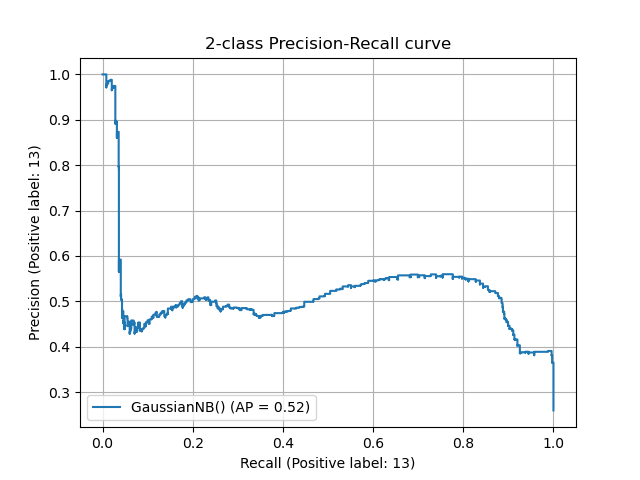 2-class Precision-Recall curve
Precision (Positive label: 13)
1.0
0.9
0.8
0.7
0.6
0.5
0.4
0.3
GaussianNB() (AP = 0.52)
0.0 0.2 0.4 0.6 0.8 1.0
Recall (Positive label: 13)